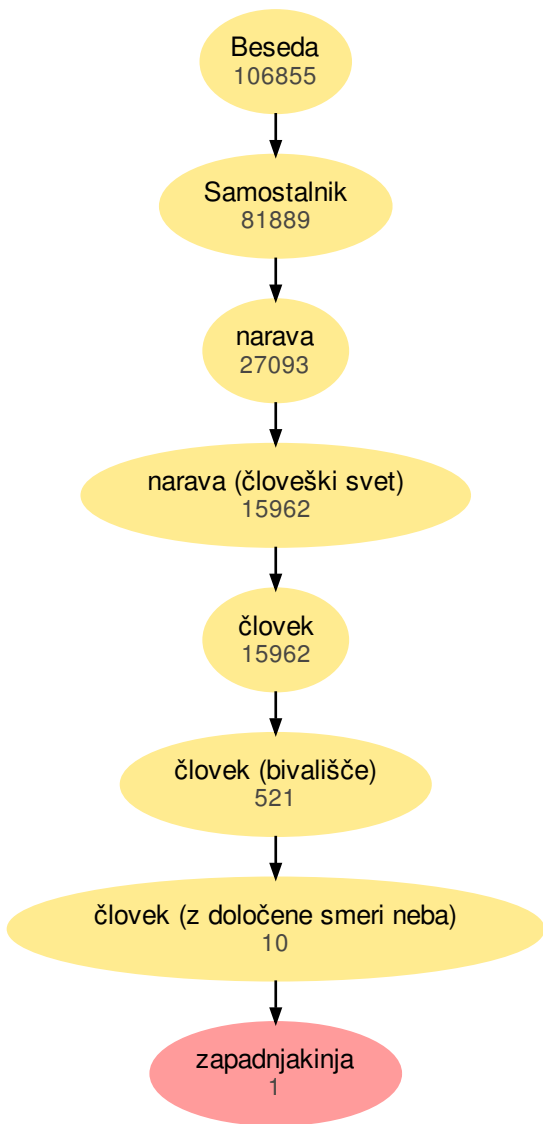 Beseda
106855
Samostalnik
81889
narava
27093
narava (človeški svet)
15962
človek
15962
človek (bivališče)
521
človek (z določene smeri neba)
10
zapadnjakinja
1